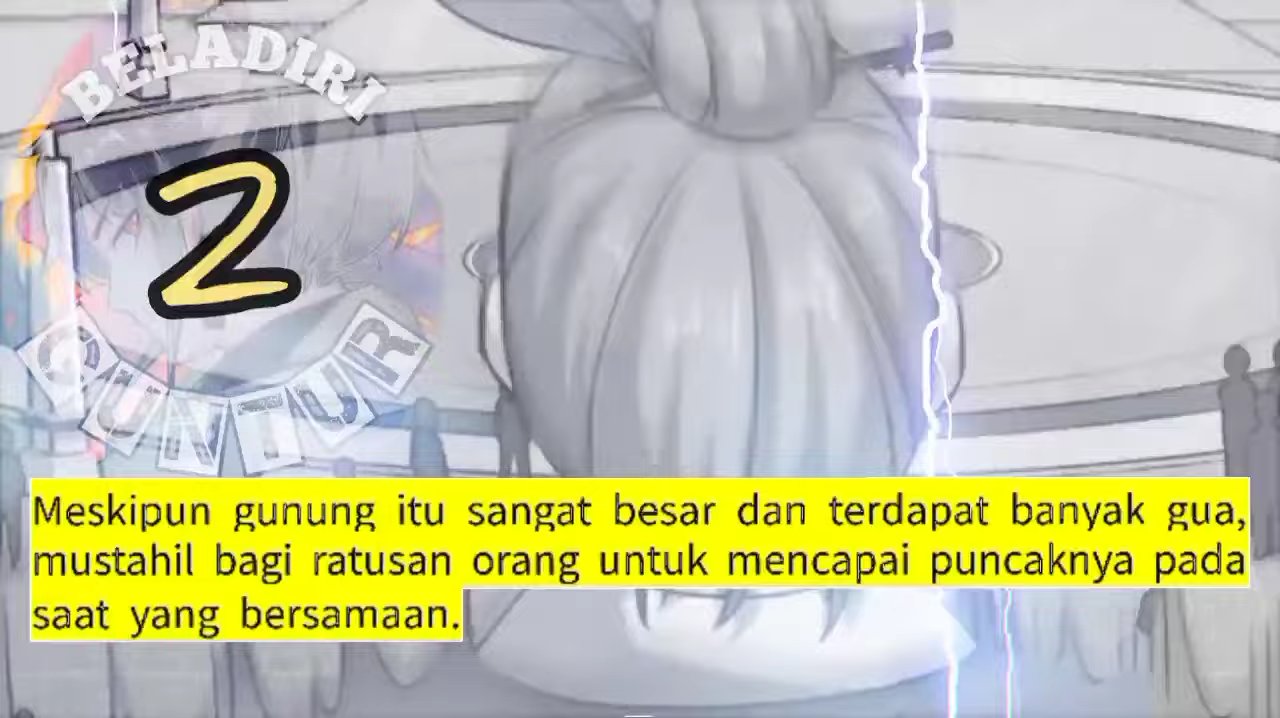 BELADIRI
2
GUNTUR
Meskipun gunung itu sangat besar dan terdapat banyak gua,
mustahil bagi ratusan orang untuk mencapai puncaknya pada
saat yang bersamaan.